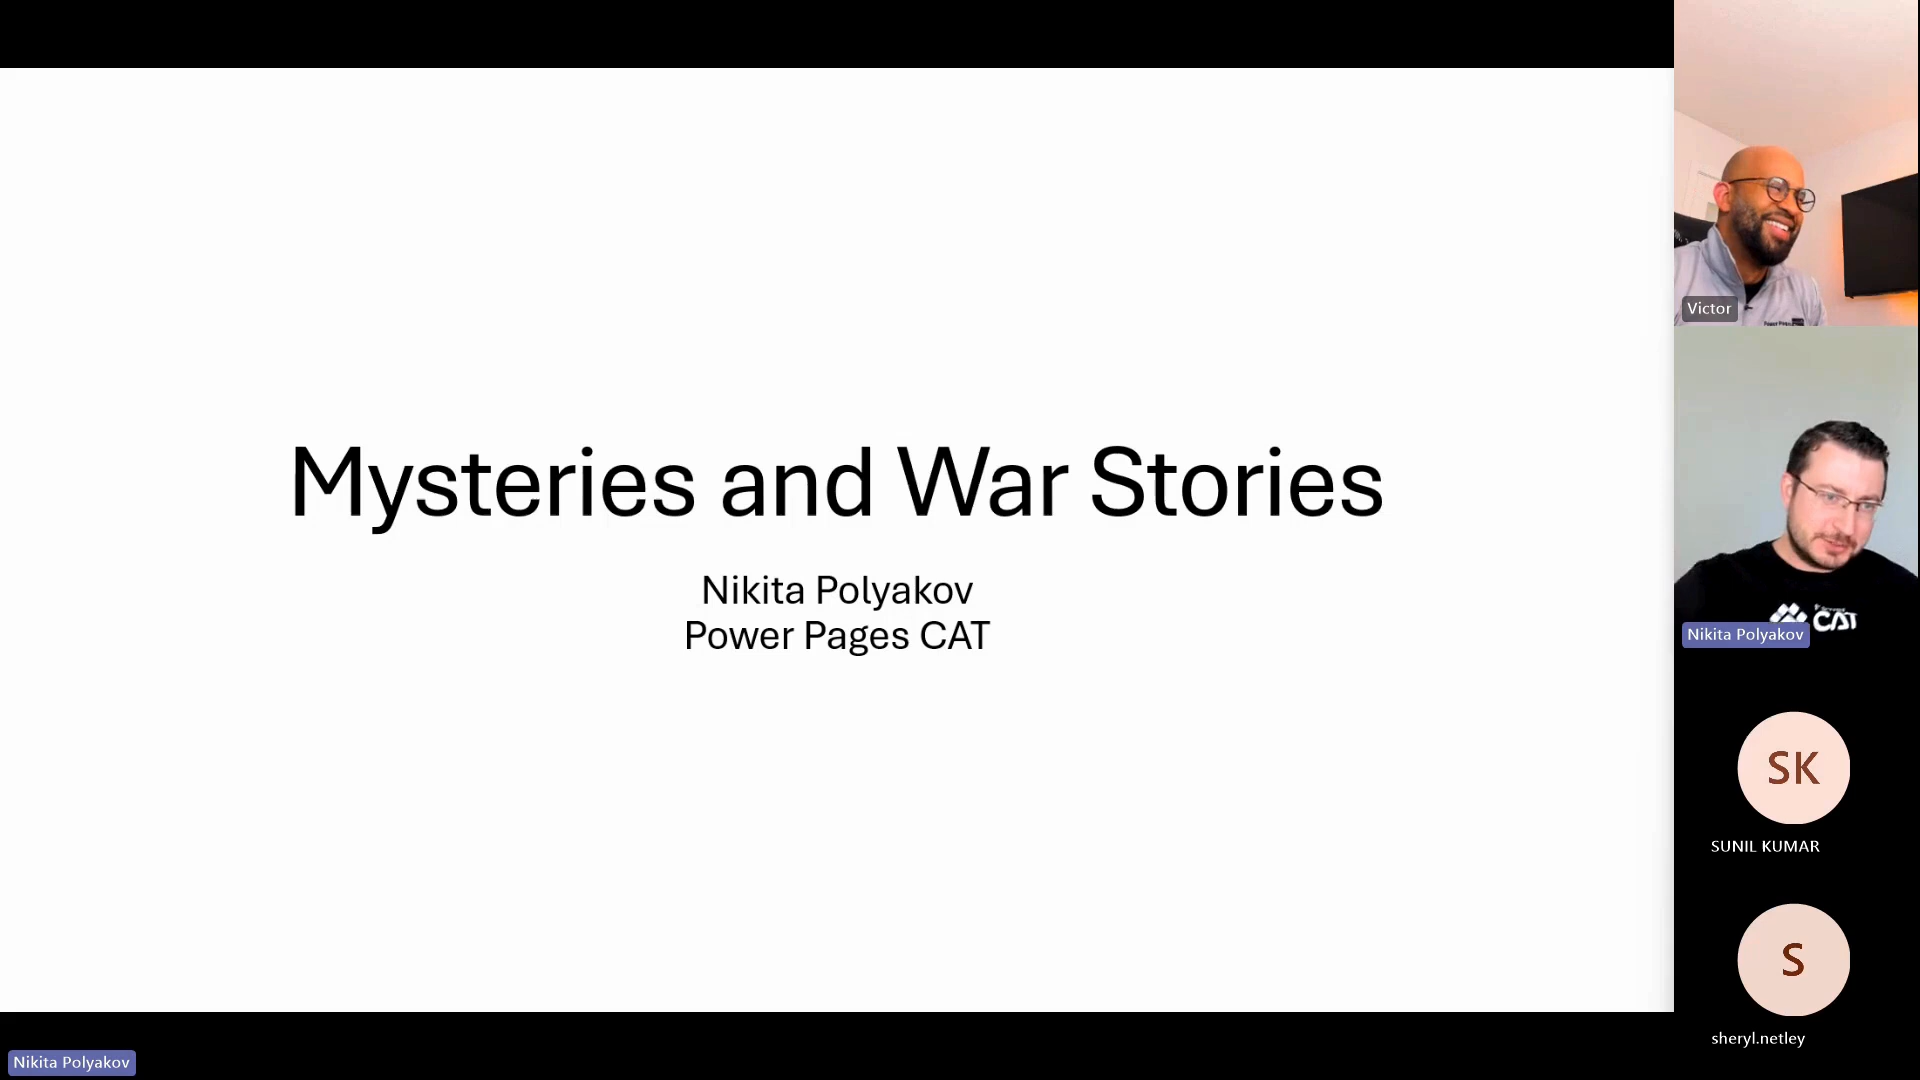 Mysteries and War Stories
Nikita Polyakov
Power Pages CAT
Victor
CAT
Nikita Polyakov
SK
SUNIL KUMAR
S
sheryl.netley
Nikita Polyakov